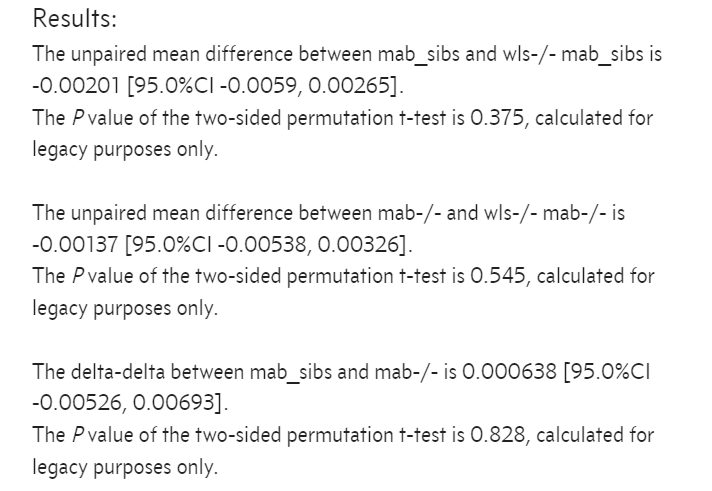 Results:
The unpaired mean difference between mab_sibs and wls-/- mab_sibs is
-0.00201 [95.0%CI -0.0059, 0.00265].
The P value of the two-sided permutation t-test is 0.375, calculated for
legacy purposes only.
The unpaired mean difference between mab-/- and wls-/- mab-/- is
-0.00137 [95.0%CI -0.00538, 0.00326].
The P value of the two-sided permutation t-test is 0.545, calculated for
legacy purposes only.
The delta-delta between mab_sibs and mab-/- is 0.000638 [95.0%CI
-0.00526, 0.00693].
The P value of the two-sided permutation t-test is 0.828, calculated for
legacy purposes only.